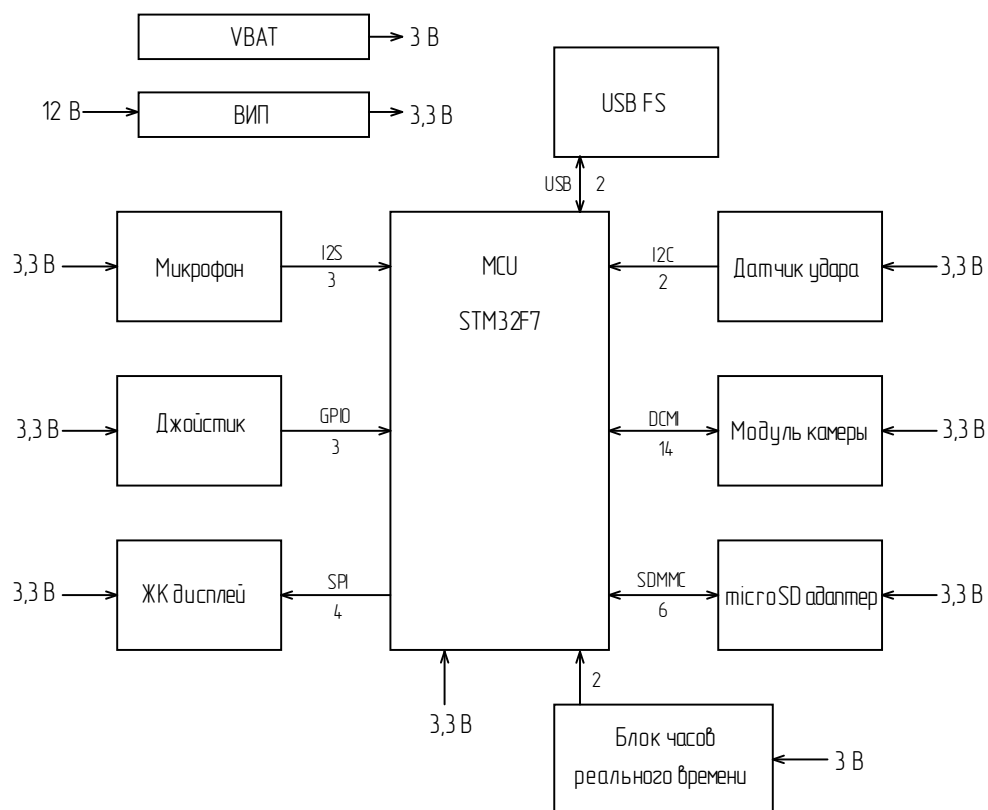 VBAT
3 В
12 В
ВИП
3,3 В
USB FS
USB
2
3,3 В
Микрофон
I2S
3
MCU
STM32F7
I2C
2
Датчик удара
3,3 В
3,3 В
Джойстик
GPIO
3
DCMI
14
Модуль камеры
3,3 В
3,3 В
ЖК дисплей
SPI
4
SDMMC
6
microSD адаптер
3,3 В
3,3 В
2
Блок часов
реального времени
3 В